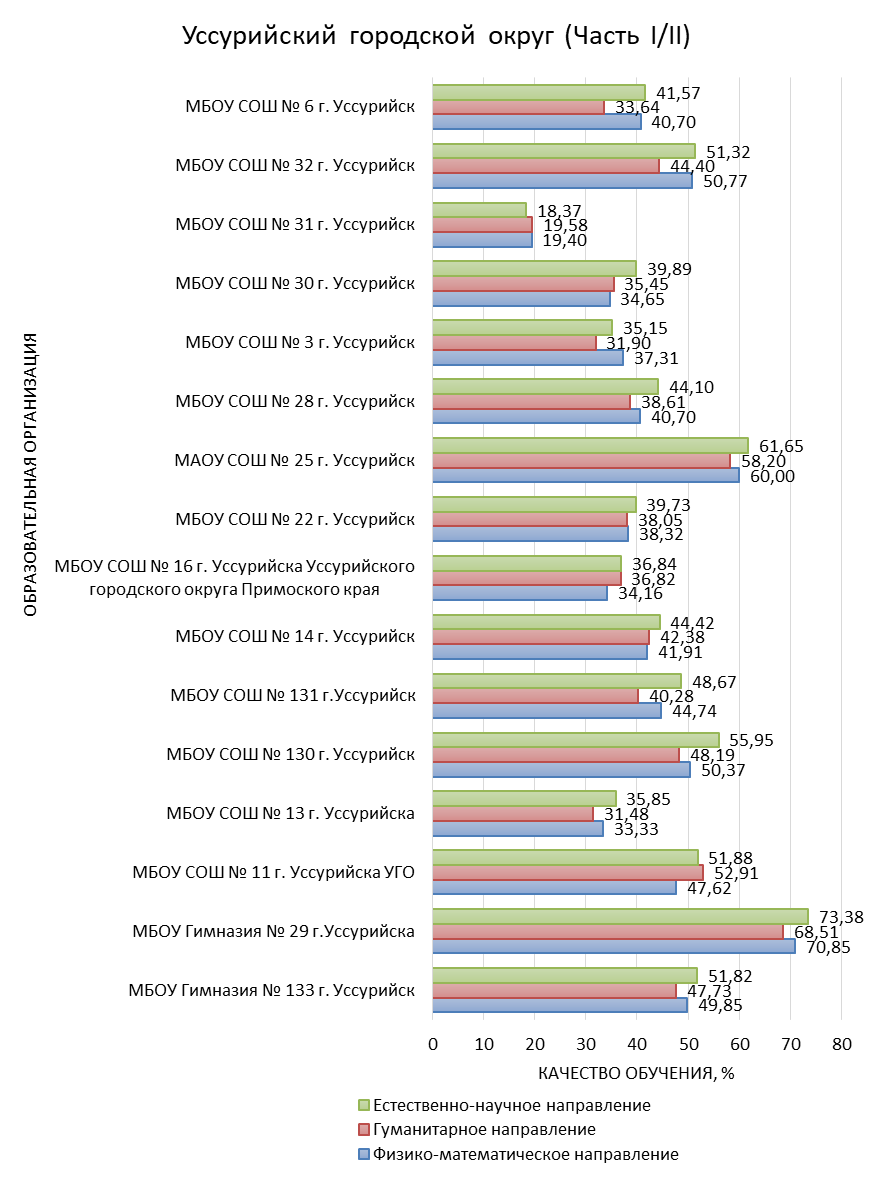 Уссурийский городской округ (Часть I/II)
ОБРАЗОВАТЕЛЬНАЯ ОРГАНИЗАЦИЯ
МБОУ СОШ № 6 г. Уссурийск
41,57
33,64
40,70
МБОУ СОШ № 32 г. Уссурийск
51,32
44,40
50,77
МБОУ СОШ № 31 г. Уссурийск
18,37
19,58
19,40
МБОУ СОШ № 30 г. Уссурийск
39,89
35,45
34,65
МБОУ СОШ № 3 г. Уссурийск
35,15
31,90
37,31
МБОУ СОШ № 28 г. Уссурийск
44,10
38,61
40,70
МАОУ СОШ № 25 г. Уссурийск
61,65
58,20
60,00
МБОУ СОШ № 22 г. Уссурийск
39,73
38,05
38,32
МБОУ СОШ № 16 г. Уссурийска Уссурийского
городского округа Примоского края
36,84
36,82
34,16
МБОУ СОШ № 14 г. Уссурийск
44,42
42,38
41,91
МБОУ СОШ № 131 г.Уссурийск
48,67
40,28
44,74
МБОУ СОШ № 130 г. Уссурийск
55,95
48,19
50,37
МБОУ СОШ № 13 г. Уссурийска
35,85
31,48
33,33
МБОУ СОШ № 11 г. Уссурийска УГО
51,88
52,91
47,62
МБОУ Гимназия № 29 г.Уссурийска
73,38
68,51
70,85
МБОУ Гимназия № 133 г. Уссурийск
51,82
47,73
49,85
0 10 20 30 40 50 60 70 80
КАЧЕСТВО ОБУЧЕНИЯ, %
Естественно-научное направление
Гуманитарное направление
Физико-математическое направление